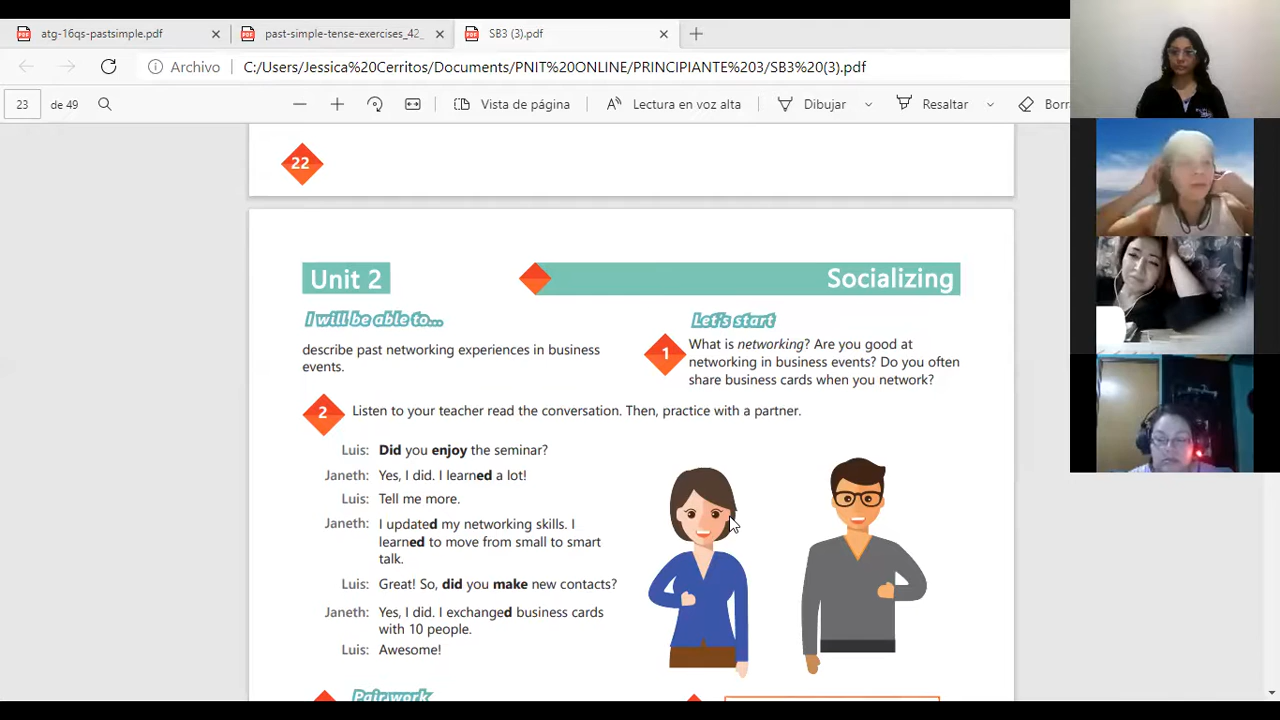 atg-16qs-pastsimple.pdf
past-simple-tense-exercises_42_
SB3 (3).pdf
Archivo
C:/Users/Jessica%20Cerritos/Documents/PNIT%20ONLINE/PRINCIPIANTE%203/SB3%20(3).pdf
23 de 49
Vista de página
Lectura en voz alta
Dibujar
Resaltar
Borr
22
Unit 2
Socializing
I will be able to...
describe past networking experiences in business
events.
Let's start
1
What is networking? Are you good at
networking in business events? Do you often
share business cards when you network?
2
Listen to your teacher read the conversation. Then, practice with a partner.
Luis: Did you enjoy the seminar?
Janeth: Yes, I did. I learned a lot!
Luis: Tell me more.
Janeth: I updated my networking skills. I
learned to move from small to smart
talk.
Luis: Great! So, did you make new contacts?
Janeth: Yes, I did. I exchanged business cards
with 10 people.
Luis: Awesome!
Pair work